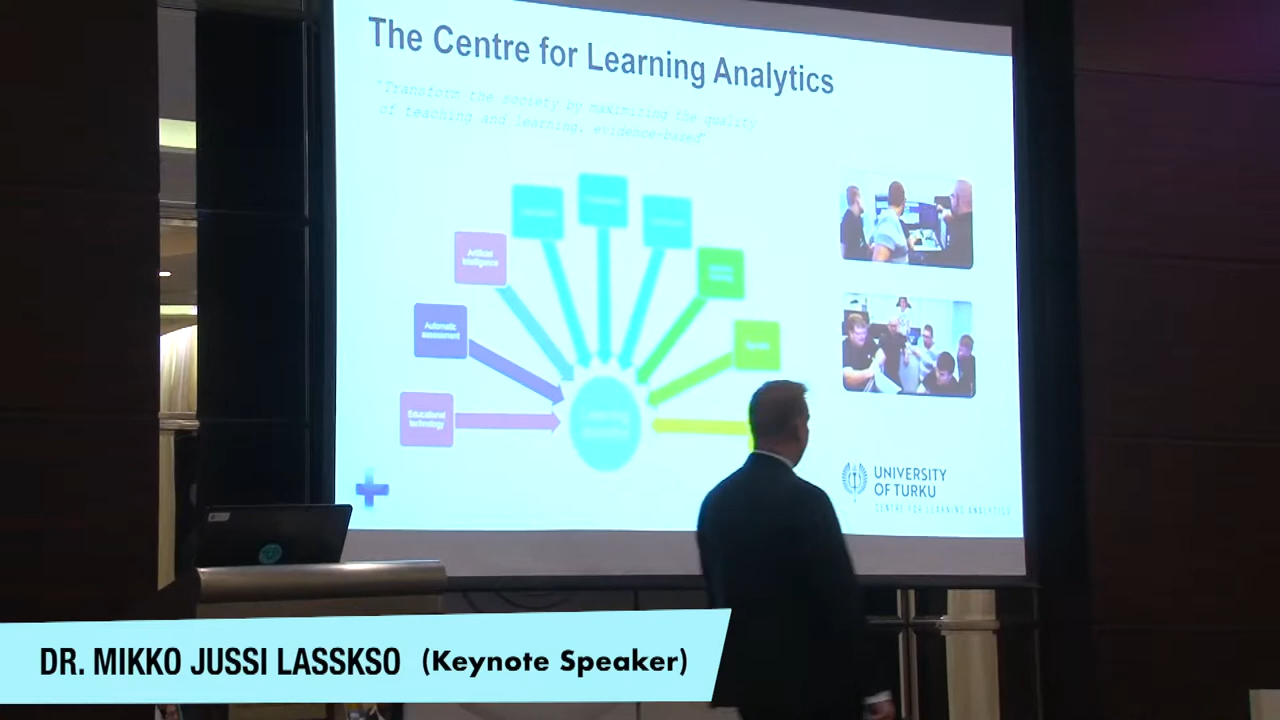 The Centre for Learning Analytics
"Transform the society by maximizing the quality
of teaching and learning, evidence-based"
Artificial
Intelligence
Automatic
assessment
Educational
technology
Learning
UNIVERSITY
OF TURKU
CENTRE FOR LEARNING ANALYTICS
DR. MIKKO JUSSI LASSKSO (Keynote Speaker)